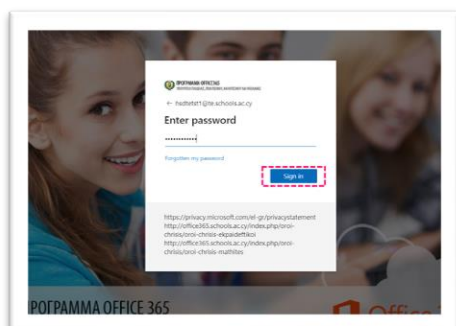 ΠΡΟΓΡΑΜΜΑ OFFICE365
← hsdtefst1@te.schools.ac.cy
Enter password
••••••••••••
Forgotten my password
Sign in
https://privacy.microsoft.com/el-gr/privacystatement
http://office365.schools.ac.cy/index.php/oroi-
chrisis/oroi-chrisis-ekpaideftikoi
http://office365.schools.ac.cy/index.php/oroi-
chrisis/oroi-chrisis-mathites
ΡΟΓΡΑΜΜΑ OFFICE 365
Office